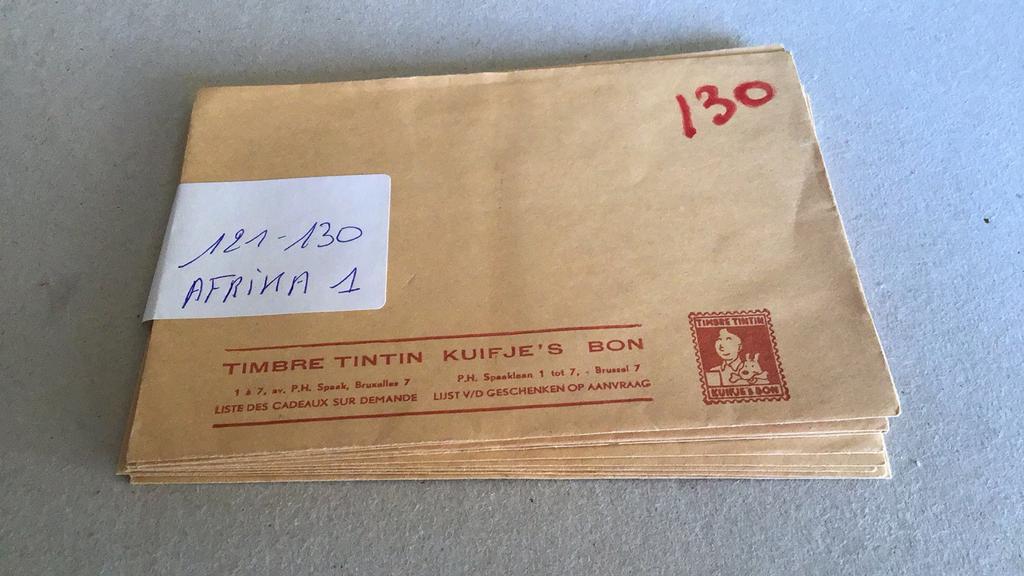 130
121-130
AFRIKA 1
TIMBRE TINTIN KUIFJE'S BON
1 à 7, av. P.H. Spaak, Bruxelles 7 P.H. Spaaklaan 1 tot 7, - Brussel 7
LISTE DES CADEAUX SUR DEMANDE LIJST V/D GESCHENKEN OP AANVRAAG
TIMBRE TINTIN
KUIFJE'S BON